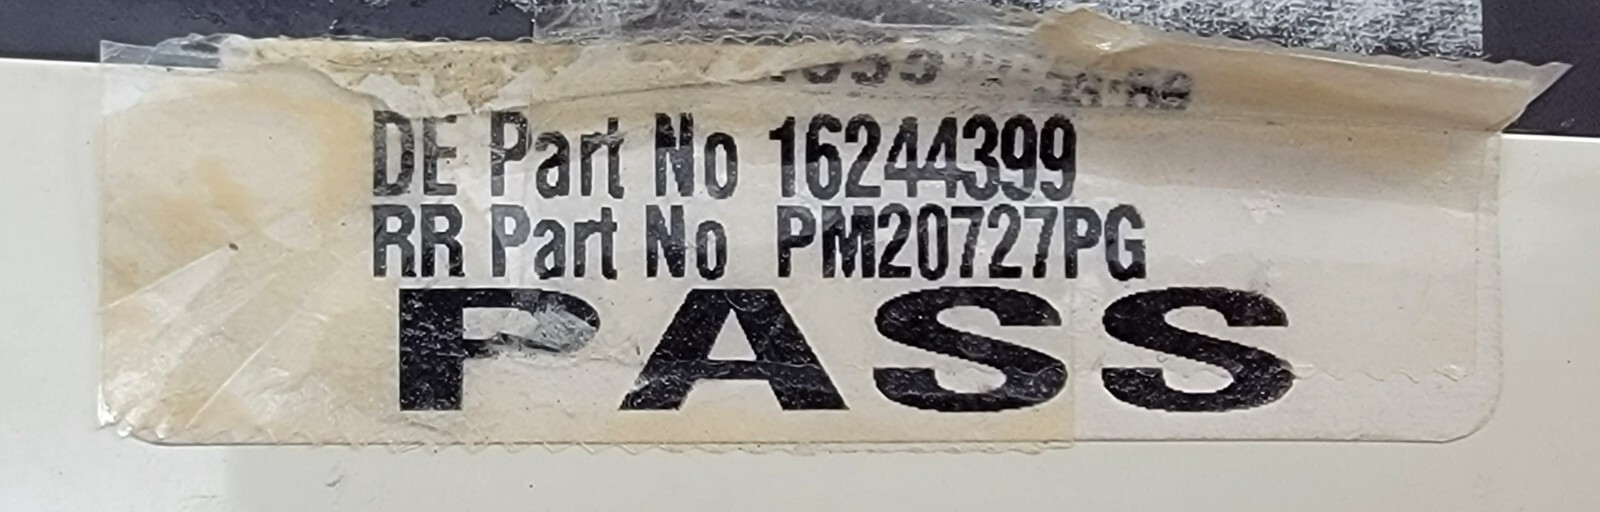 DE Part No 16244399
RR Part No PM20727PG
PASS